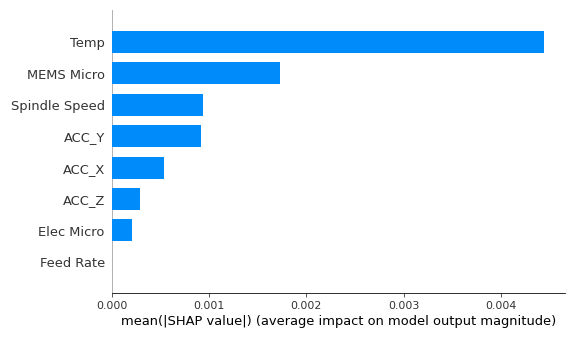 Temp
MEMS Micro
Spindle Speed
ACC_Y
ACC_X
ACC_Z
Elec Micro
Feed Rate
0.000 0.001 0.002 0.003 0.004
mean(|SHAP value|) (average impact on model output magnitude)